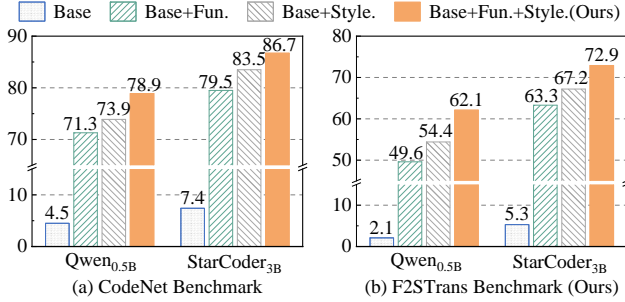 Base Base+Fun. Base+Style. Base+Fun.+Style.(Ours)
90
80
70
10
0
4.5 71.3 73.9 78.9 7.4 79.5 83.5 86.7
Qwen0.5B StarCoder3B
(a) CodeNet Benchmark
80
70
60
50
10
5
0
2.1 49.6 54.4 62.1 5.3 63.3 67.2 72.9
Qwen0.5B StarCoder3B
(b) F2STrans Benchmark (Ours)